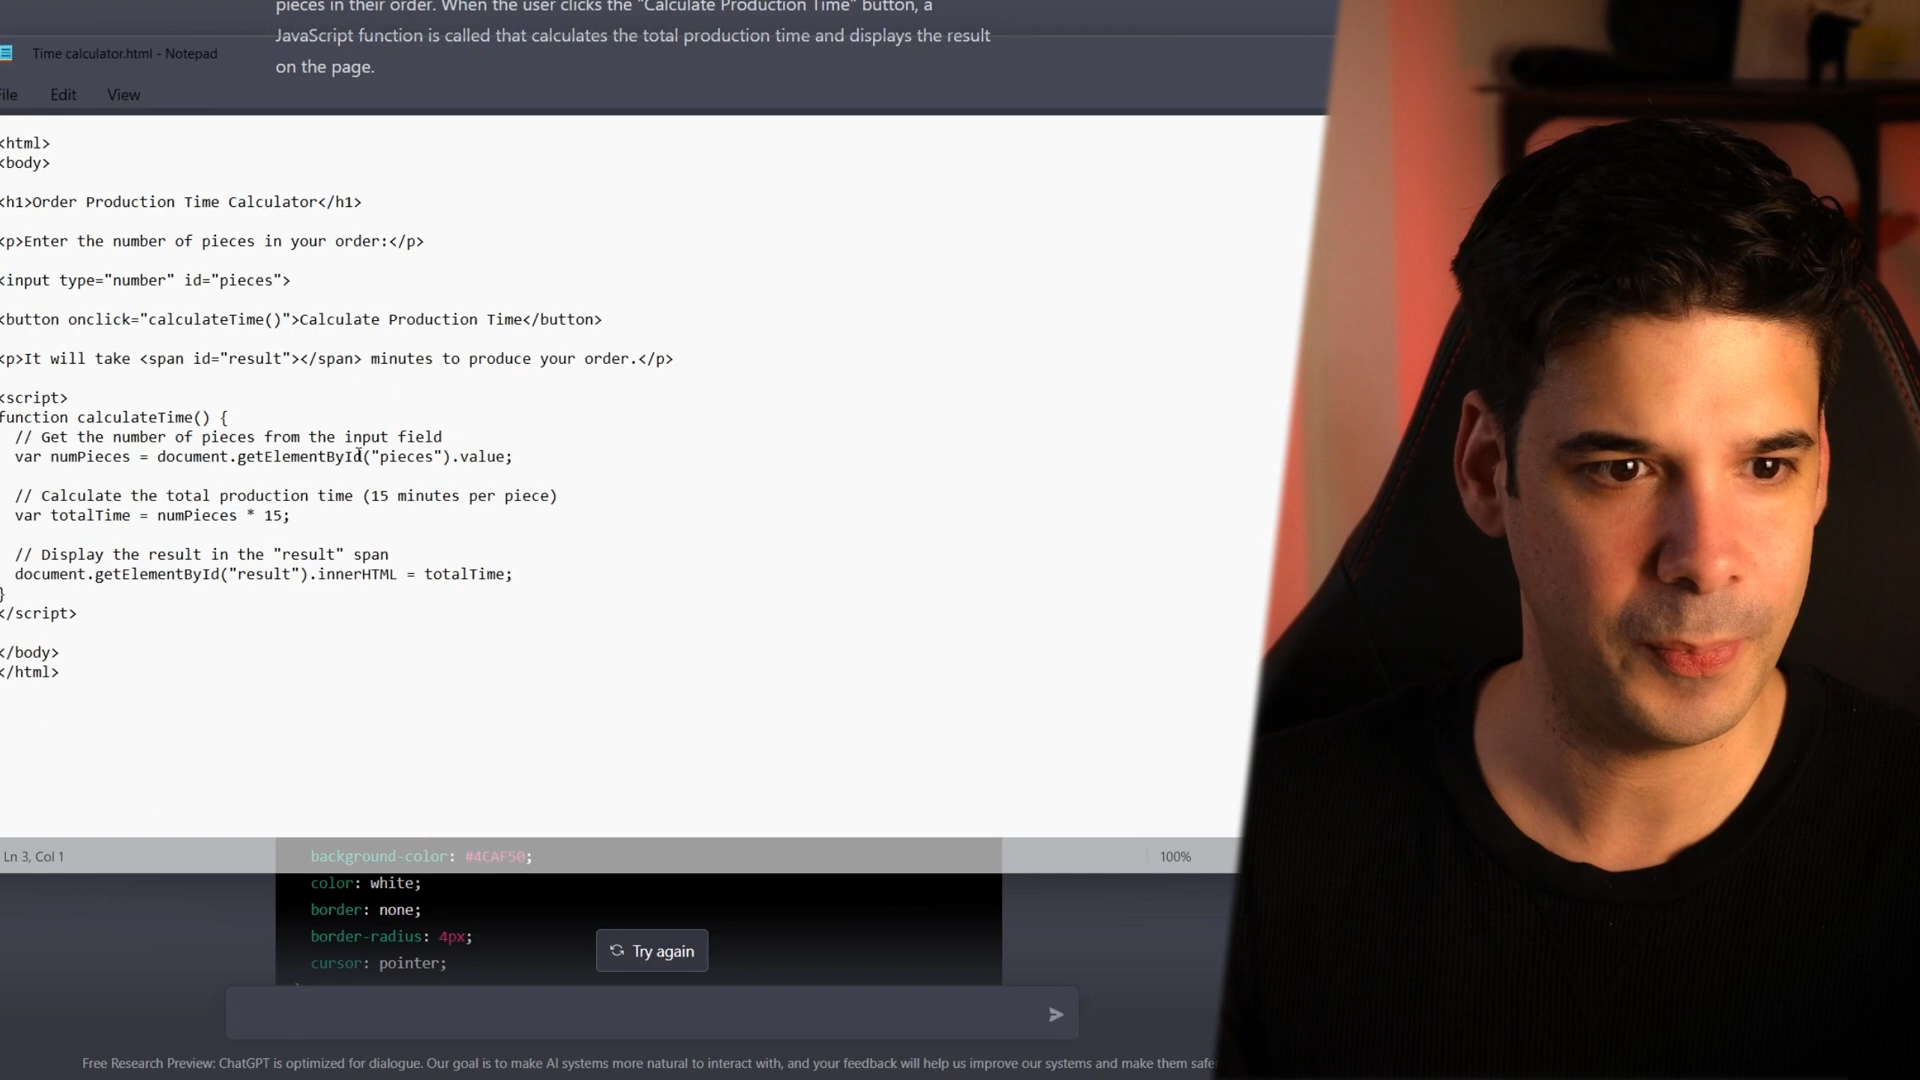 pieces in their order. When the user clicks the "Calculate Production Time" button, a
JavaScript function is called that calculates the total production time and displays the result
on the page.
Time calculator.html - Notepad
Edit View
<html>
<body>
<h1>Order Production Time Calculator</h1>
<p>Enter the number of pieces in your order:</p>
<input type="number" id="pieces">
<button onclick="calculateTime()">Calculate Production Time</button>
<p>It will take <span id="result"></span> minutes to produce your order.</p>
<script>
function calculateTime() {
// Get the number of pieces from the input field
var numPieces = document.getElementById("pieces").value;
// Calculate the total production time (15 minutes per piece)
var totalTime = numPieces * 15;
// Display the result in the "result" span
document.getElementById("result").innerHTML = totalTime;
}
</script>
</body>
</html>
Ln 3, Col 1
100%
background-color: #4CAF50;
color: white;
border: none;
border-radius: 4px;
cursor: pointer;
Try again
Free Research Preview: ChatGPT is optimized for dialogue. Our goal is to make AI systems more natural to interact with, and your feedback will help us improve our systems and make them safe